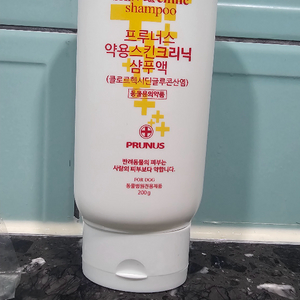 shampoo
프루너스
약용스킨크리닉
샴푸액
(클로르헥시딘글루콘산염)
동물용의약품
PRUNUS
반려동물의 피부는
사람의 피부보다 약합니다.
FOR DOG
동물병원전용제품
200g